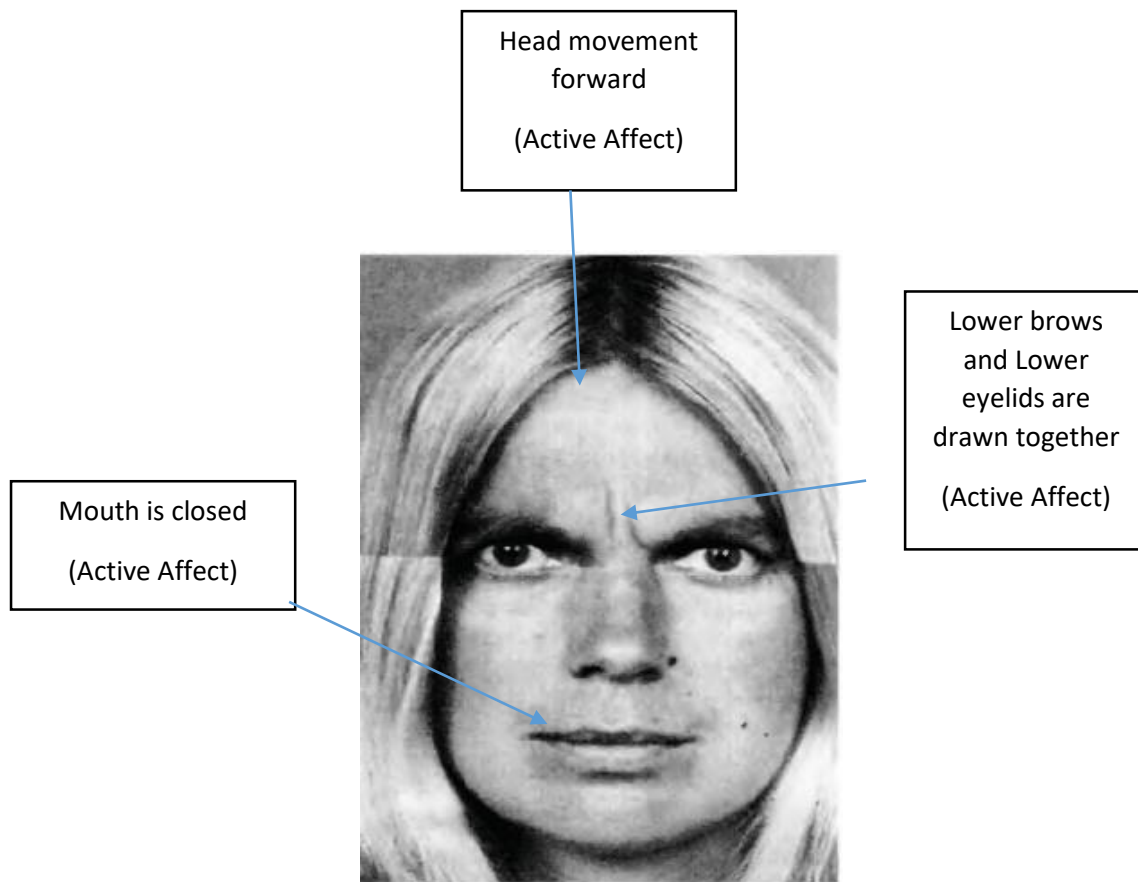 Head movement
forward
(Active Affect)
Lower brows
and Lower
eyelids are
drawn together
(Active Affect)
Mouth is closed
(Active Affect)